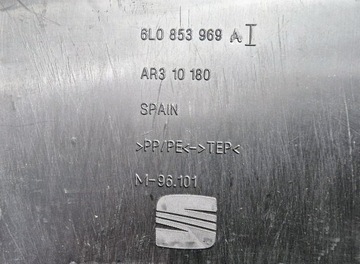 6L0 853 969 A I
AR3 10 180
SPAIN
>PP/PE<->TEP<
M-96.101